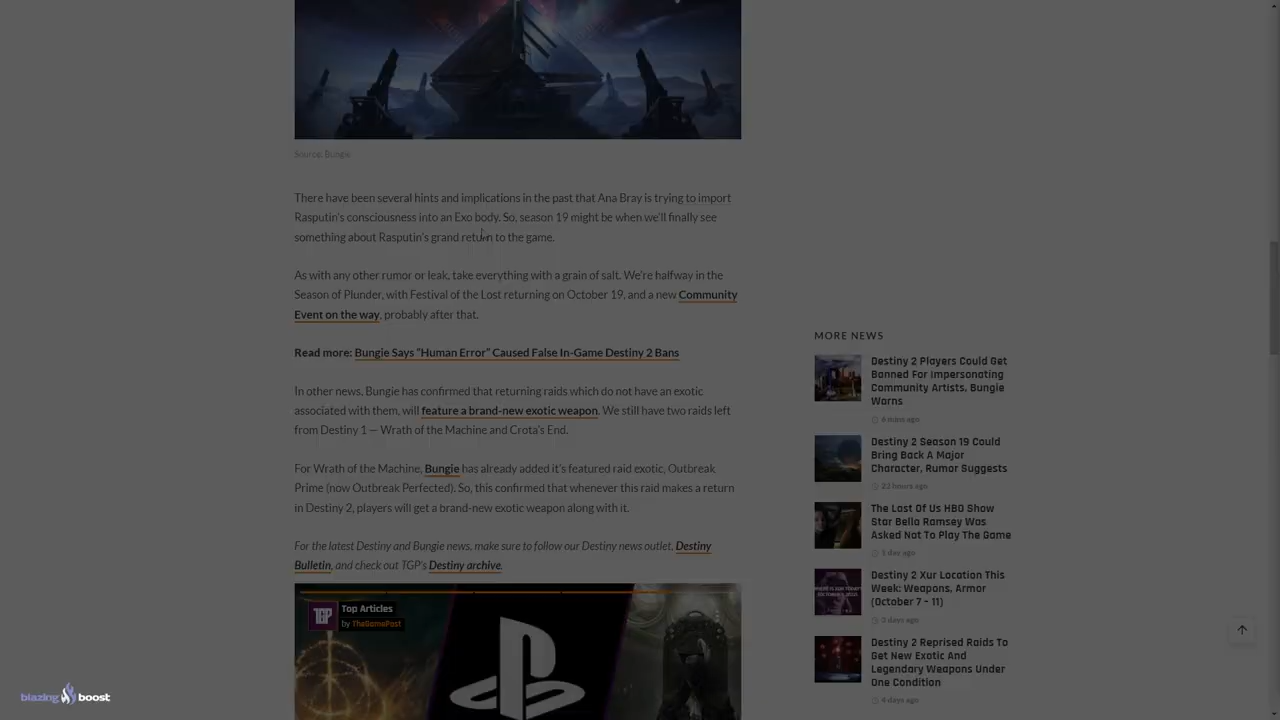 Source: Bungie
There have been several hints and implications in the past that Ana Bray is trying to import
Rasputin's consciousness into an Exo body. So, season 19 might be when we'll finally see
something about Rasputin's grand return to the game.
As with any other rumor or leak, take everything with a grain of salt. We're halfway in the
Season of Plunder, with Festival of the Lost returning on October 19, and a new Community
Event on the way, probably after that.
Read more: Bungie Says “Human Error” Caused False In-Game Destiny 2 Bans
In other news, Bungie has confirmed that returning raids which do not have an exotic
associated with them, will feature a brand-new exotic weapon. We still have two raids left
from Destiny 1 — Wrath of the Machine and Crota's End.
For Wrath of the Machine, Bungie has already added it's featured raid exotic, Outbreak
Prime (now Outbreak Perfected). So, this confirmed that whenever this raid makes a return
in Destiny 2, players will get a brand-new exotic weapon along with it.
For the latest Destiny and Bungie news, make sure to follow our Destiny news outlet, Destiny
Bulletin, and check out TGP's Destiny archive.
TGP
Top Articles
by TheGamePost
MORE NEWS
Destiny 2 Players Could Get
Banned For Impersonating
Community Artists, Bungie
Warns
6 mins ago
Destiny 2 Season 19 Could
Bring Back A Major
Character, Rumor Suggests
22 hours ago
The Last Of Us HBO Show
Star Bella Ramsey Was
Asked Not To Play The Game
1 day ago
Destiny 2 Xur Location This
Week: Weapons, Armor
(October 7 - 11)
3 days ago
Destiny 2 Reprised Raids To
Get New Exotic And
Legendary Weapons Under
One Condition
4 days ago
blazing boost